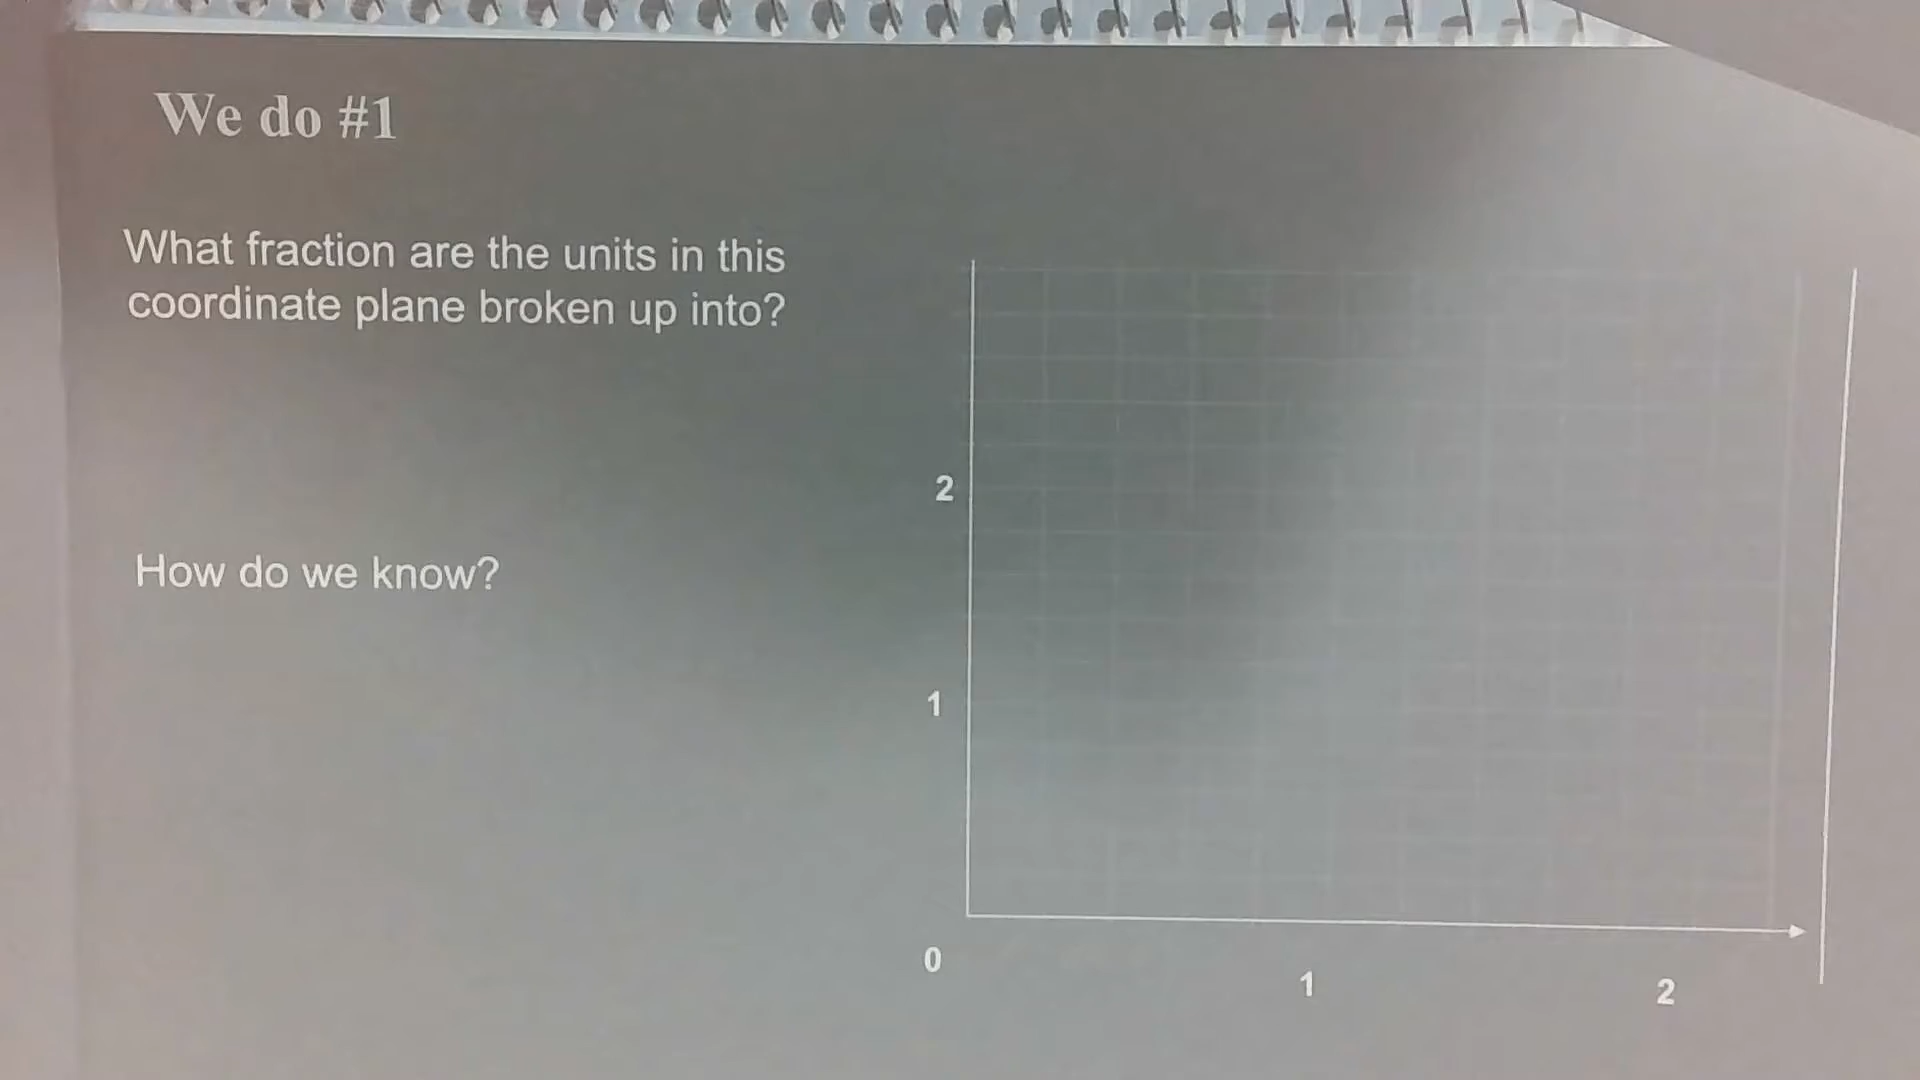 We do #1
What fraction are the units in this
coordinate plane broken up into?
How do we know?
2
1
0
1
2